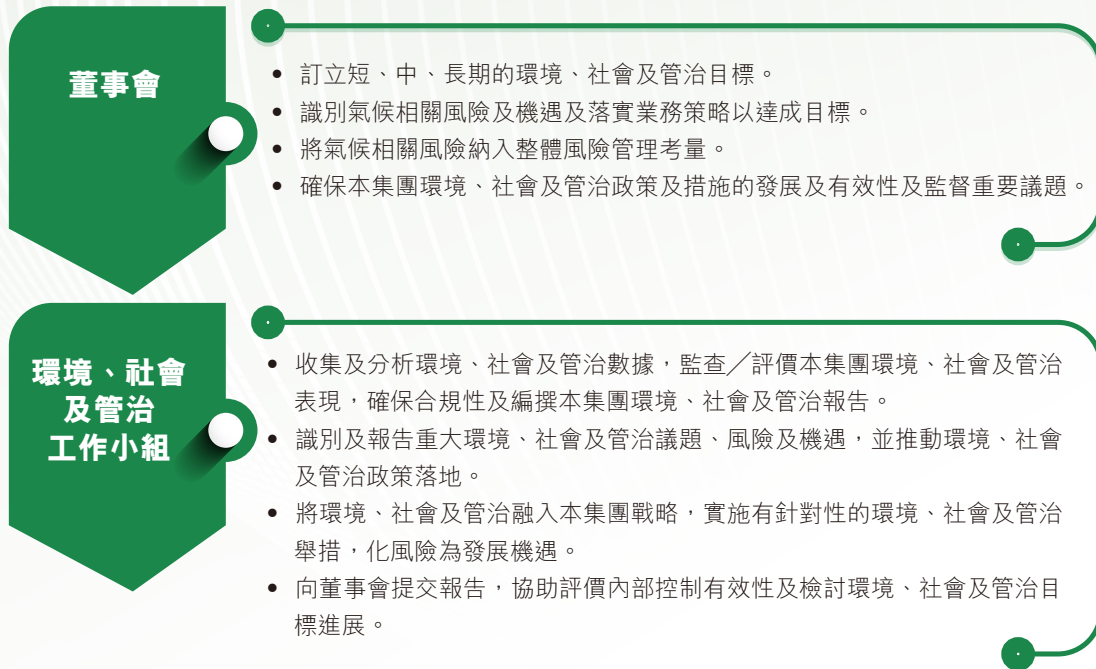 董事會
• 訂立短、中、長期的環境、社會及管治目標。
• 識別氣候相關風險及機遇及落實業務策略以達成目標。
• 將氣候相關風險納入整體風險管理考量。
• 確保本集團環境、社會及管治政策及措施的發展及有效性及監督重要議題。
環境、社會
及管治
工作小組
• 收集及分析環境、社會及管治數據，監查／評價本集團環境、社會及管治
表現，確保合規性及編撰本集團環境、社會及管治報告。
• 識別及報告重大環境、社會及管治議題、風險及機遇，並推動環境、社會
及管治政策落地。
• 將環境、社會及管治融入本集團戰略，實施有針對性的環境、社會及管治
舉措，化風險為發展機遇。
• 向董事會提交報告，協助評價內部控制有效性及檢討環境、社會及管治目
標進展。